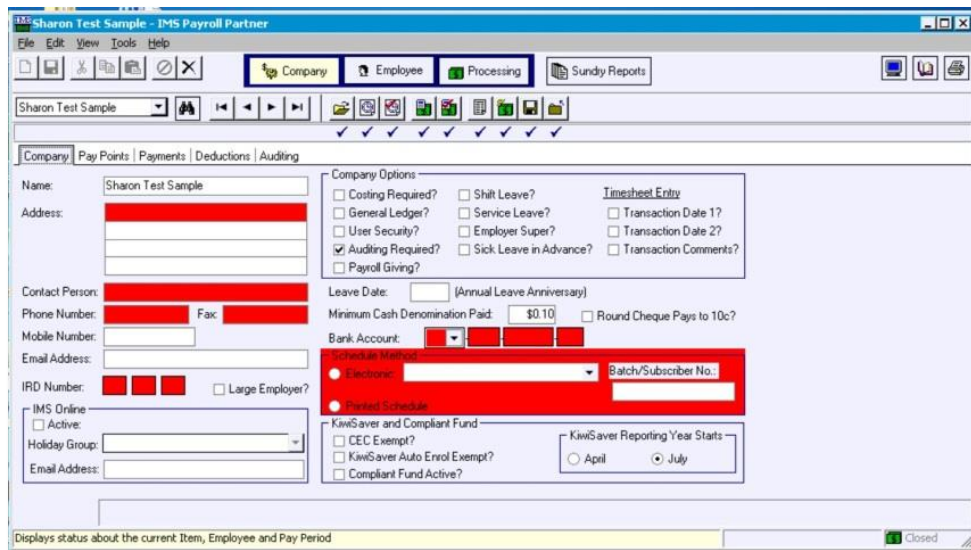 Sharon Test Sample - IMS Payroll Partner
File Edit View Tools Help
Company Employee Processing Sundry Reports
Sharon Test Sample
Company Pay Points Payments Deductions Auditing
Name: Sharon Test Sample
Address:
Contact Person:
Phone Number: Fax:
Mobile Number:
Email Address:
IRD Number: Large Employer?
IMS Online
Active:
Holiday Group:
Email Address:
Company Options
Costing Required? Shift Leave? Timesheet Entry
General Ledger? Service Leave? Transaction Date 1?
User Security? Employer Super? Transaction Date 2?
Auditing Required? Sick Leave in Advance? Transaction Comments?
Payroll Giving?
Leave Date: (Annual Leave Anniversary)
Minimum Cash Denomination Paid: $0.10 Round Cheque Pays to 10c?
Bank Account:
Schedule Method
Electronic: Batch/Subscriber No.:
Printed Schedule
KiwiSaver and Compliant Fund
CEC Exempt?
KiwiSaver Auto Enrol Exempt?
Compliant Fund Active?
KiwiSaver Reporting Year Starts
April July
Displays status about the current Item, Employee and Pay Period Closed